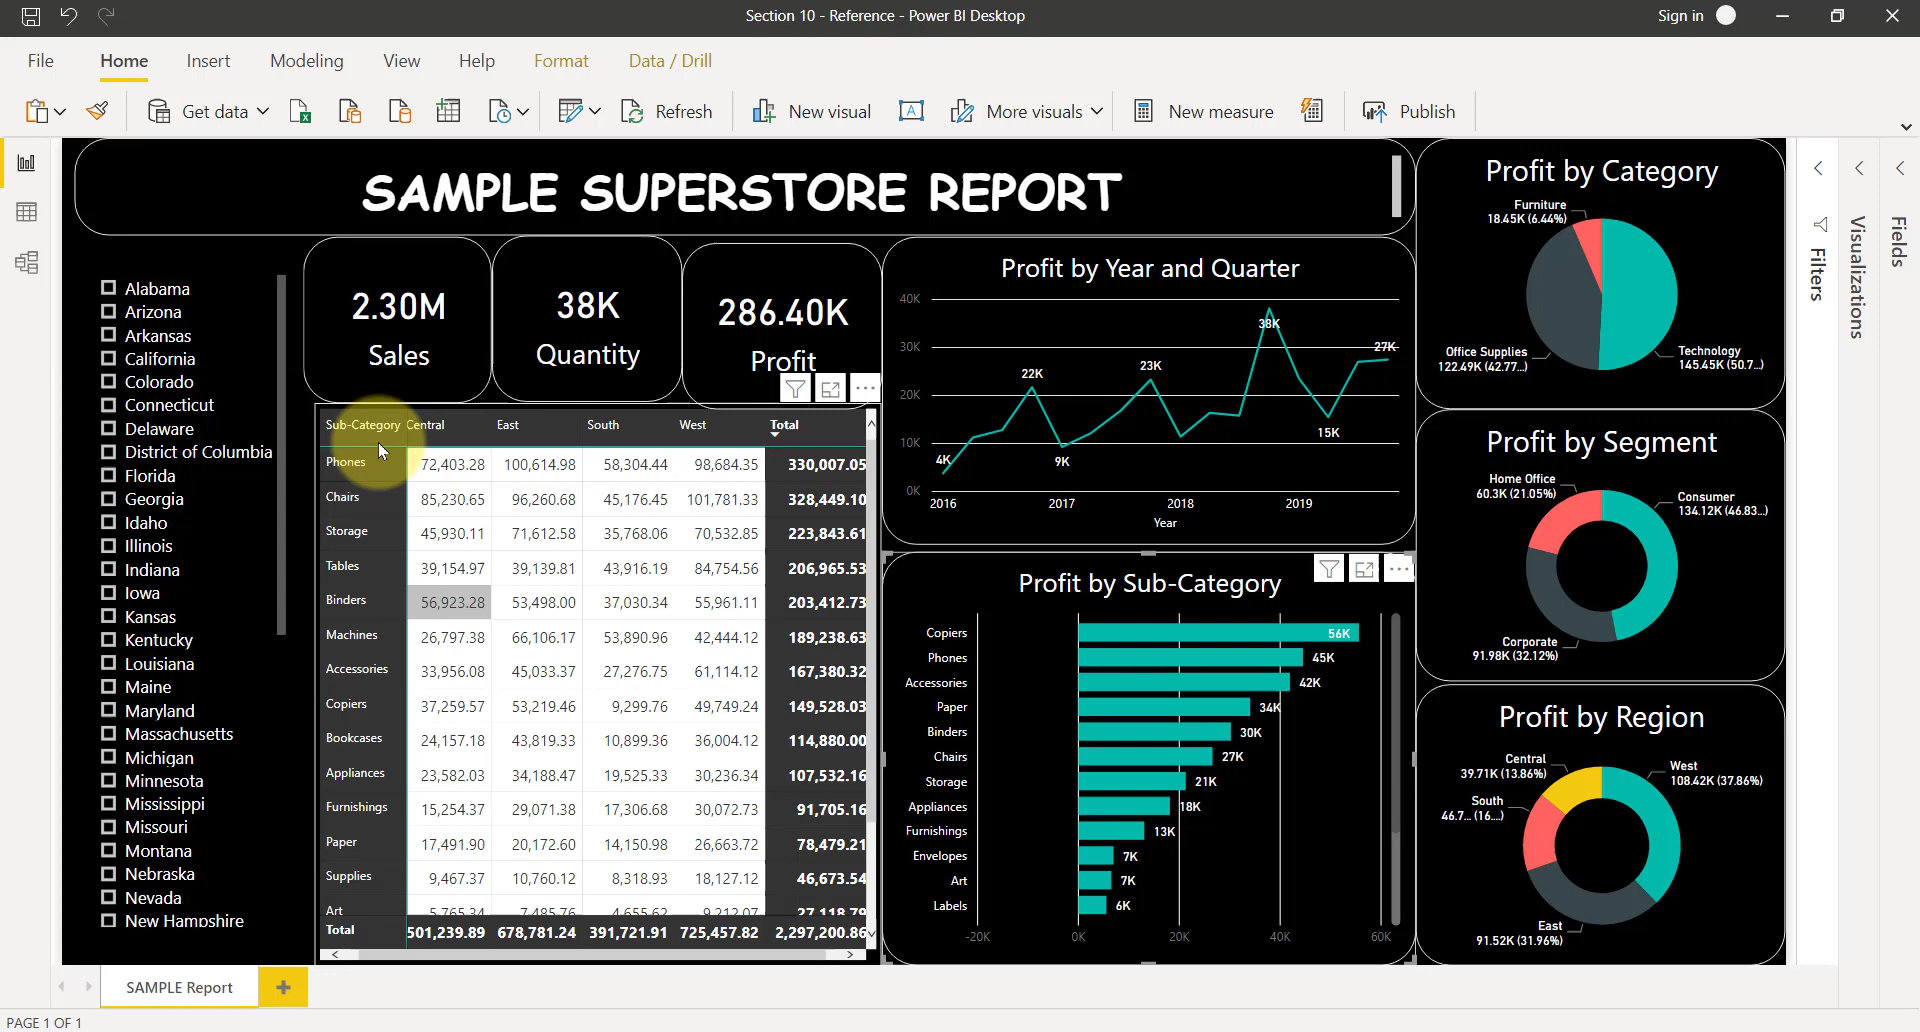 Section 10 - Reference - Power BI Desktop
Sign in
File
Home
Insert
Modeling
View
Help
Format
Data / Drill
Get data
Refresh
New visual
More visuals
New measure
Publish
SAMPLE SUPERSTORE REPORT
Alabama
Arizona
Arkansas
California
Colorado
Connecticut
Delaware
District of Columbia
Florida
Georgia
Idaho
Illinois
Indiana
Iowa
Kansas
Kentucky
Louisiana
Maine
Maryland
Massachusetts
Michigan
Minnesota
Mississippi
Missouri
Montana
Nebraska
Nevada
New Hampshire
2.30M
Sales
38K
Quantity
286.40K
Profit
Sub-Category Central East South West Total
Phones 72,403.28 100,614.98 58,304.44 98,684.35 330,007.05
Chairs 85,230.65 96,260.68 45,176.45 101,781.33 328,449.10
Storage 45,930.11 71,612.58 35,768.06 70,532.85 223,843.61
Tables 39,154.97 39,139.81 43,916.19 84,754.56 206,965.53
Binders 56,923.28 53,498.00 37,030.34 55,961.11 203,412.73
Machines 26,797.38 66,106.17 53,890.96 42,444.12 189,238.63
Accessories 33,956.08 45,033.37 27,276.75 61,114.12 167,380.32
Copiers 37,259.57 53,219.46 9,299.76 49,749.24 149,528.03
Bookcases 24,157.18 43,819.33 10,899.36 36,004.12 114,880.00
Appliances 23,582.03 34,188.47 19,525.33 30,236.34 107,532.16
Furnishings 15,254.37 29,071.38 17,306.68 30,072.73 91,705.16
Paper 17,491.90 20,172.60 14,150.98 26,663.72 78,479.21
Supplies 9,467.37 10,760.12 8,318.93 18,127.12 46,673.54
Art 5,765.34 7,485.76 4,655.62 9,212.07 27,118.79
Total 501,239.89 678,781.24 391,721.91 725,457.82 2,297,200.86
Profit by Year and Quarter
40K
30K
20K
10K
0K
4K
22K
9K
23K
38K
15K
27K
2016 2017 2018 2019
Year
Profit by Sub-Category
Copiers 56K
Phones 45K
Accessories 42K
Paper 34K
Binders 30K
Chairs 27K
Storage 21K
Appliances 18K
Furnishings 13K
Envelopes 7K
Art 7K
Labels 6K
-20K 0K 20K 40K 60K
Profit by Category
Furniture
18.45K (6.44%)
Office Supplies
122.49K (42.77...)
Technology
145.45K (50.7...)
Profit by Segment
Home Office
60.3K (21.05%)
Consumer
134.12K (46.83...)
Corporate
91.98K (32.12%)
Profit by Region
Central
39.71K (13.86%)
West
108.42K (37.86%)
South
46.7... (16....)
East
91.52K (31.96%)
Filters
Visualizations
Fields
SAMPLE Report
PAGE 1 OF 1